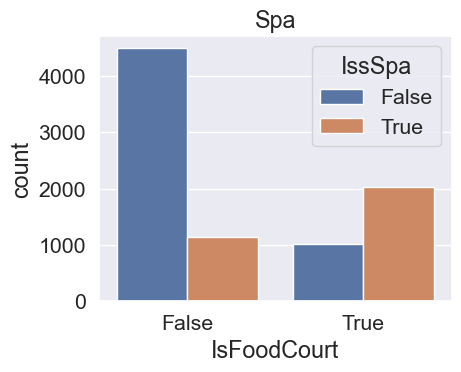 Spa
4000
3000
2000
1000
0
count
IssSpa
False
True
False
True
IsFoodCourt